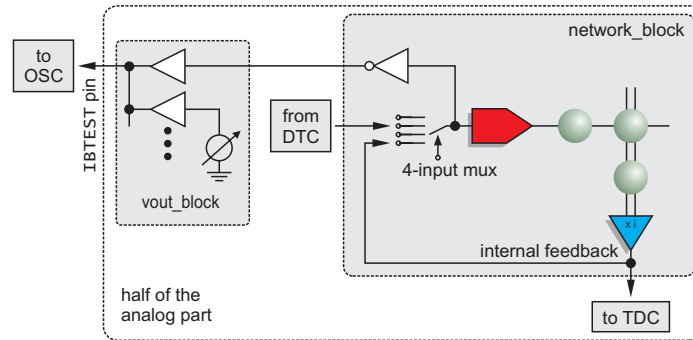 network_block
to
OSC
IBTEST pin
from
DTC
4-input mux
vout_block
x i
internal feedback
half of the
analog part
to TDC